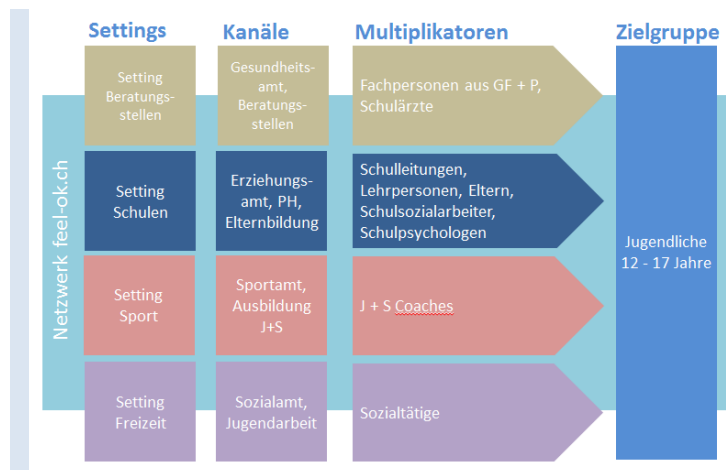 Settings
Kanäle
Multiplikatoren
Zielgruppe
Netzwerk feel-ok.ch
Setting
Beratungs-
stellen
Gesundheits-
amt,
Beratungs-
stellen
Fachpersonen aus GF + P,
Schulärzte
Setting
Schulen
Erziehungs-
amt, PH,
Elternbildung
Schulleitungen,
Lehrpersonen, Eltern,
Schulsozialarbeiter,
Schulpsychologen
Setting
Sport
Sportamt,
Ausbildung
J+S
J + S Coaches
Setting
Freizeit
Sozialamt,
Jugendarbeit
Sozialtätige
Jugendliche
12 - 17 Jahre